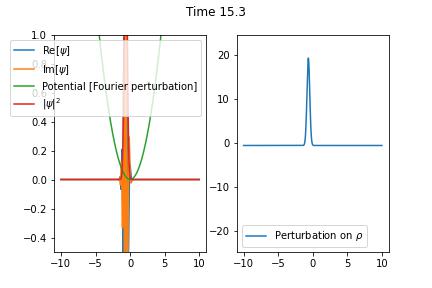 Time 15.3
1.0
0.8
0.6
0.4
0.2
0.0
−0.2
−0.4
Re[ψ]
Im[ψ]
Potential [Fourier perturbation]
|ψ|²
−10 −5 0 5 10
20
10
0
−10
−20
Perturbation on ρ
−10 −5 0 5 10